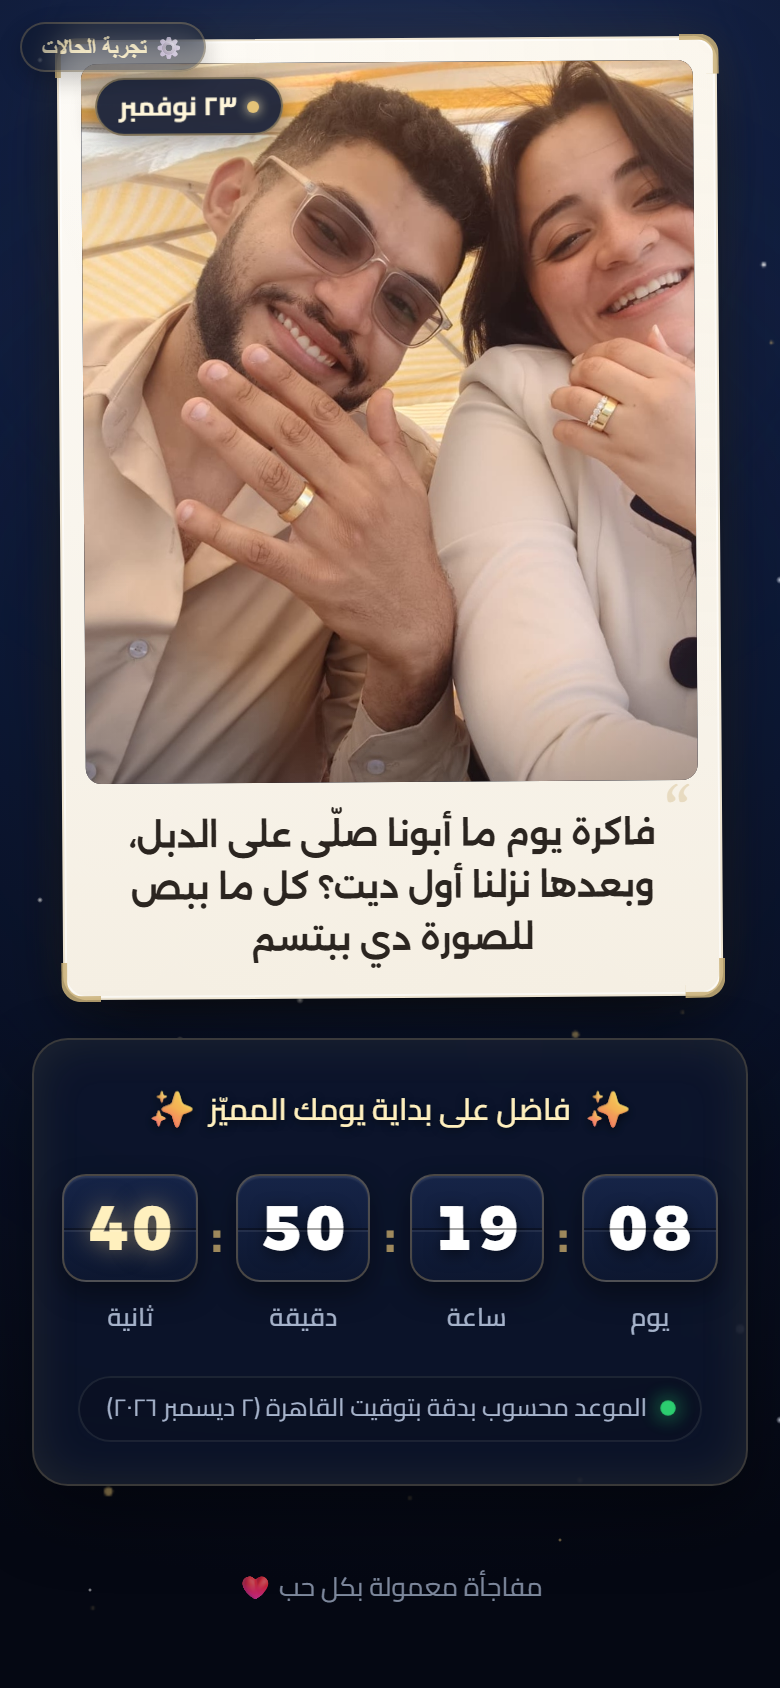 ⚙️ تجربة الحالات
٢٣ نوفمبر
“
فاكرة يوم ما أبونا صلّى على الدبل،
وبعدها نزلنا أول ديت؟ كل ما ببص
للصورة دي ببتسم
✨ فاضل على بداية يومك المميّز ✨
08 : 19 : 50 : 40
يوم ساعة دقيقة ثانية
الموعد محسوب بدقة بتوقيت القاهرة (٢ ديسمبر ٢٠٢٦)
مفاجأة معمولة بكل حب 💖